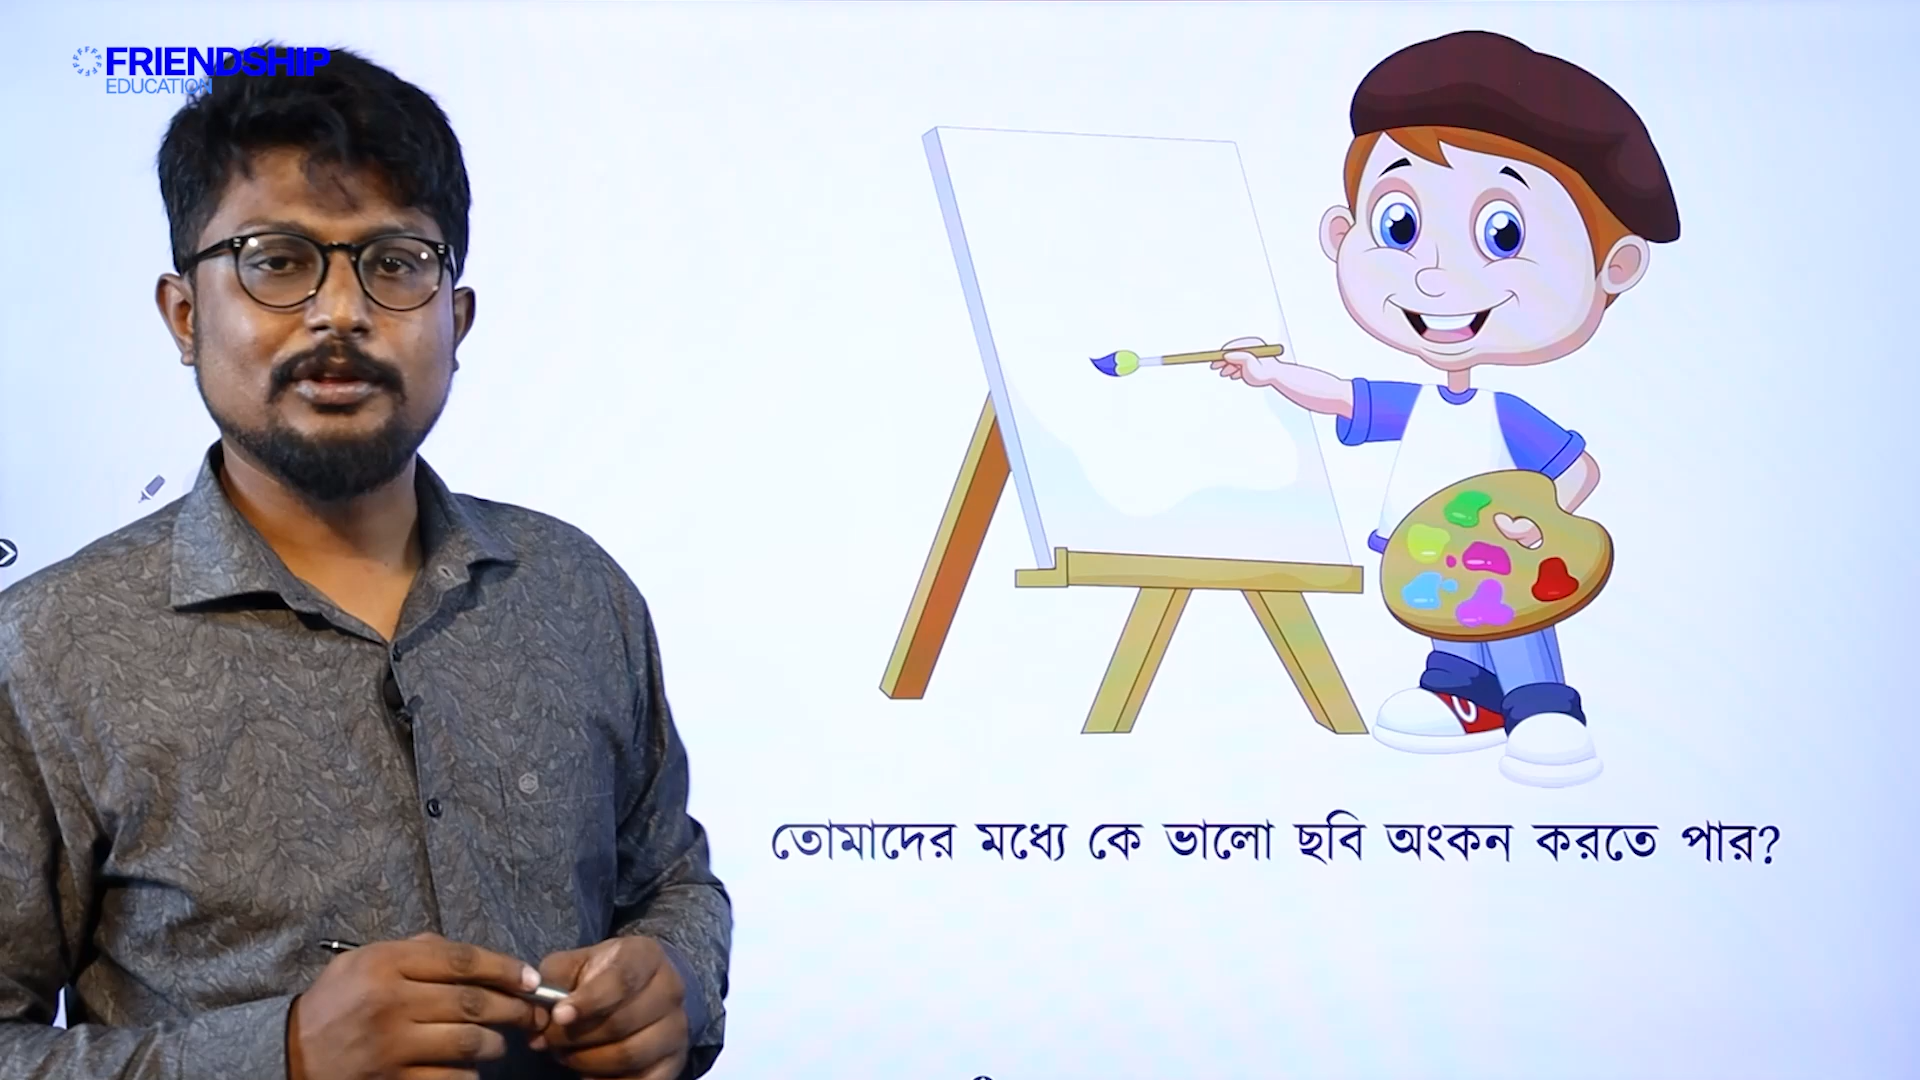 FRIENDSHIP
EDUCATION
তোমাদের মধ্যে কে ভালো ছবি অংকন করতে পার?